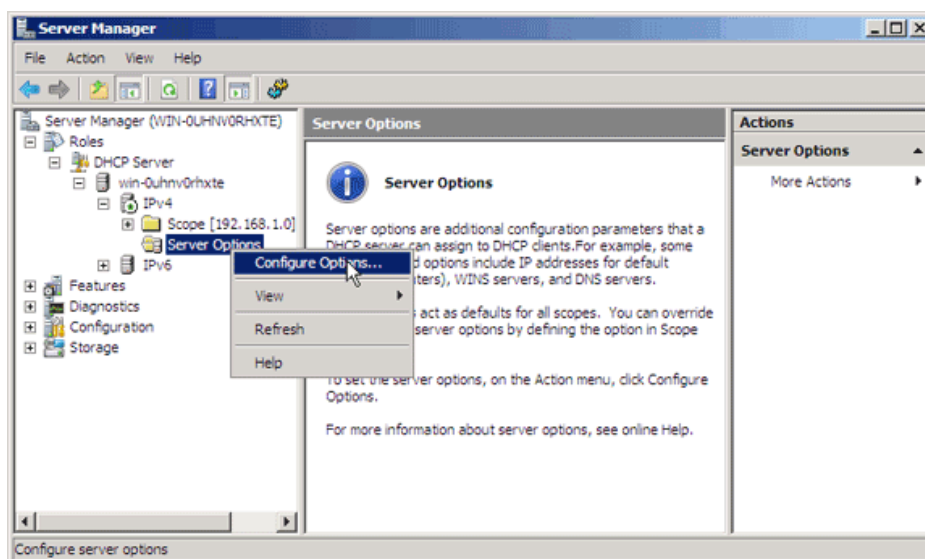 Server Manager
File Action View Help
Server Manager (WIN-0UHNV0RHXTE)
Roles
DHCP Server
win-0uhnv0rhxte
IPv4
Scope [192.168.1.0]
Server Options
IPv6
Features
Diagnostics
Configuration
Storage
Configure Options...
View
Refresh
Help
Server Options
Server Options
Server options are additional configuration parameters that a
DHCP server can assign to DHCP clients.For example, some
d options include IP addresses for default
ters), WINS servers, and DNS servers.
act as defaults for all scopes. You can override
server options by defining the option in Scope
To set the server options, on the Action menu, click Configure
Options.
For more information about server options, see online Help.
Actions
Server Options
More Actions
Configure server options